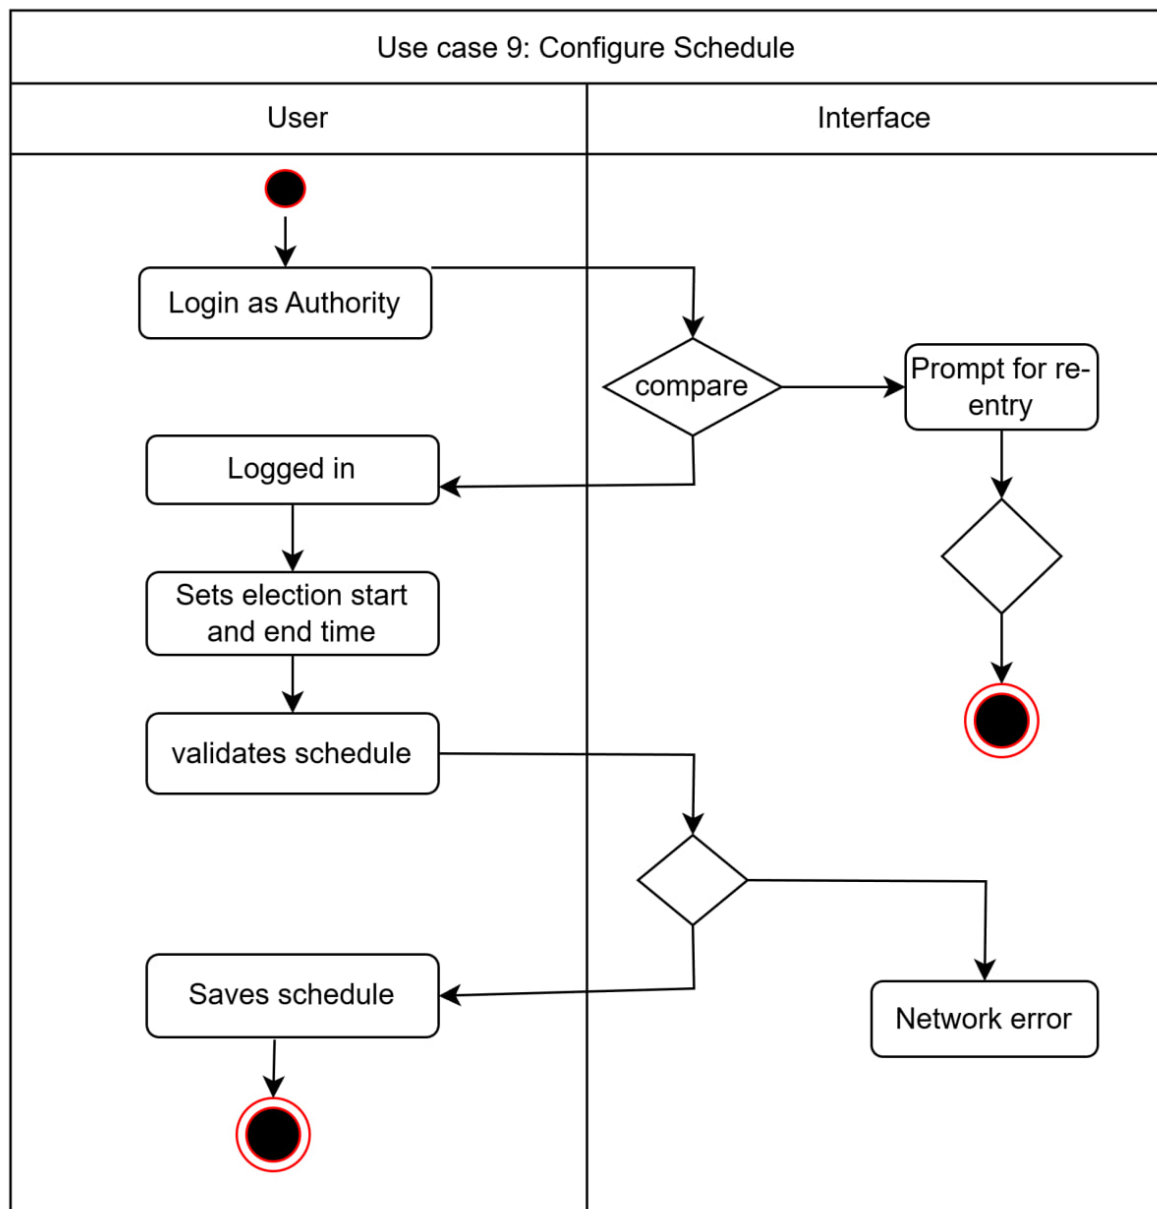 Use case 9: Configure Schedule
User
Interface
Login as Authority
compare
Prompt for re-
entry
Logged in
Sets election start
and end time
validates schedule
Saves schedule
Network error